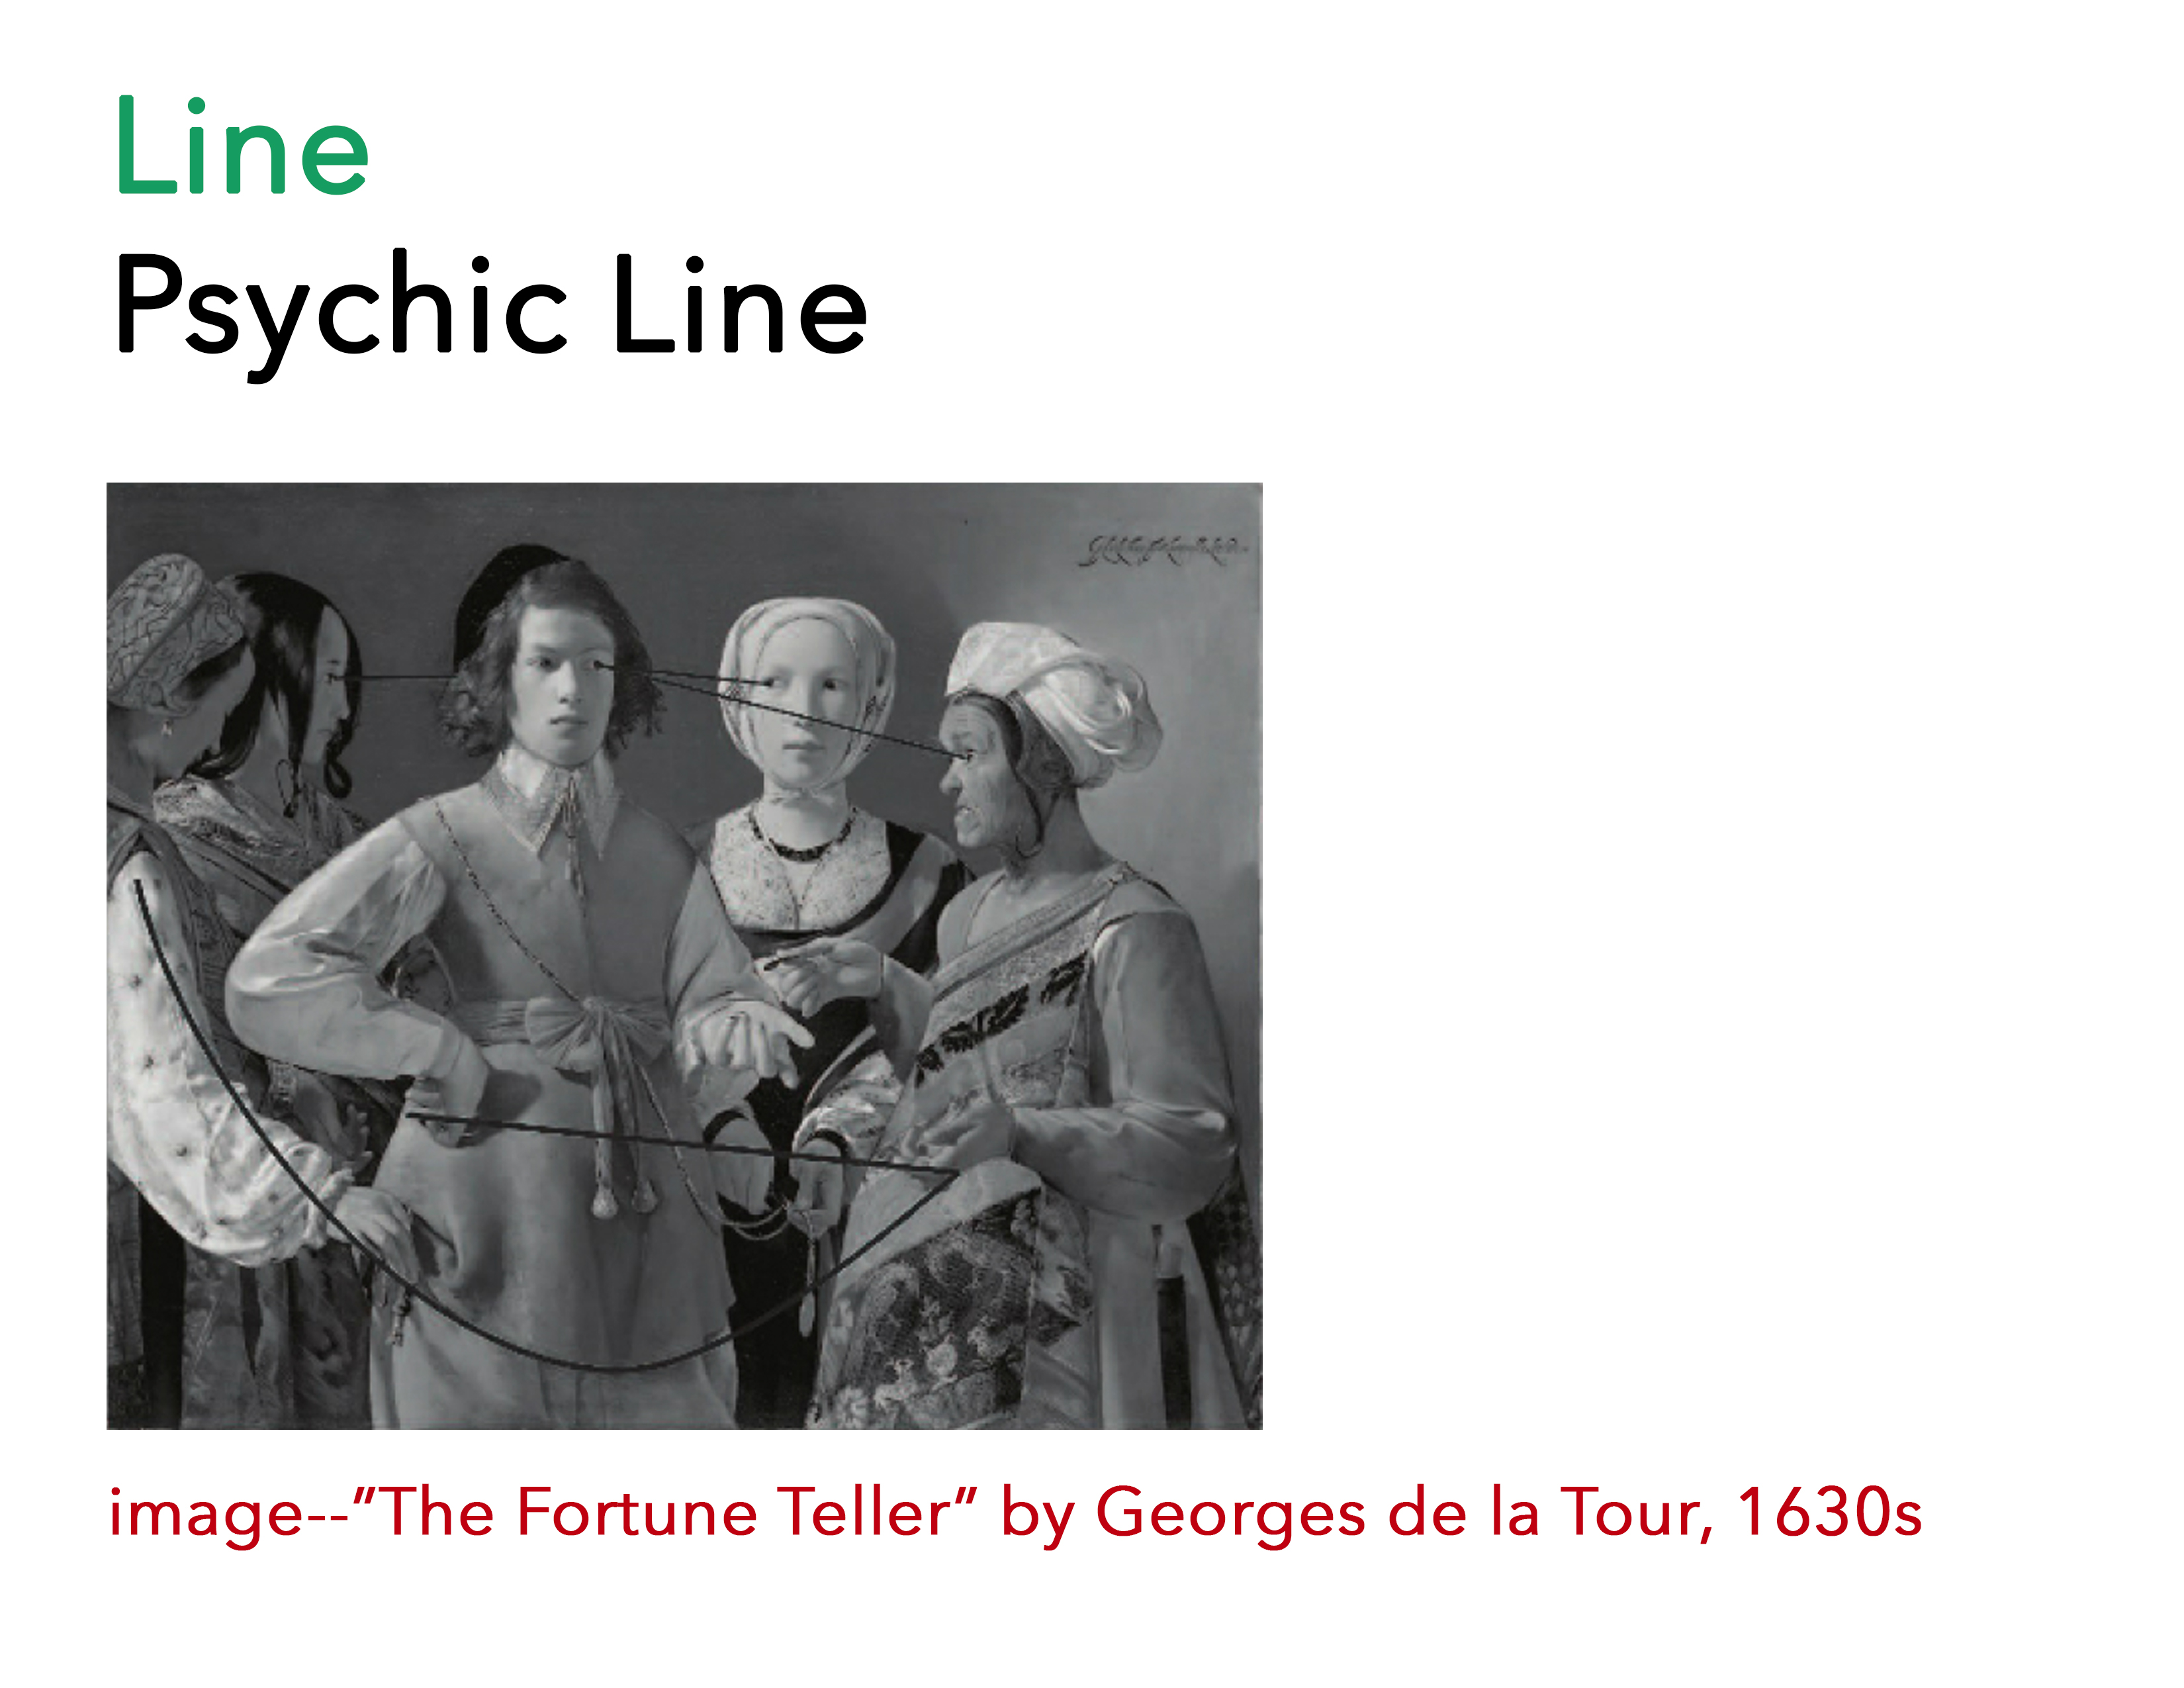 Line
Psychic Line
image--"The Fortune Teller" by Georges de la Tour, 1630s